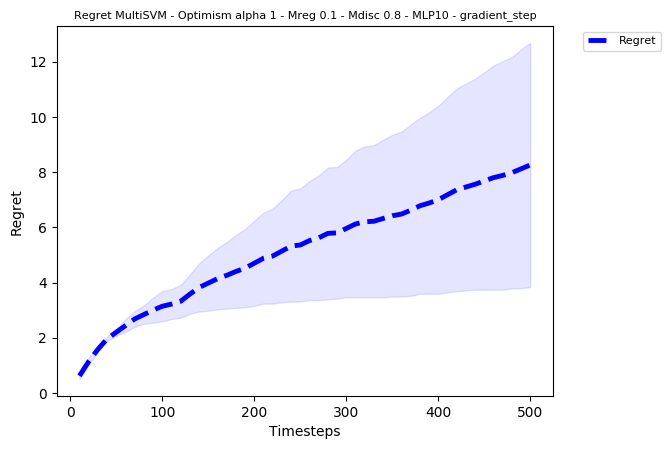 Regret MultiSVM - Optimism alpha 1 - Mreg 0.1 - Mdisc 0.8 - MLP10 - gradient_step
Regret
12
10
8
6
4
2
0
Regret
0 100 200 300 400 500
Timesteps